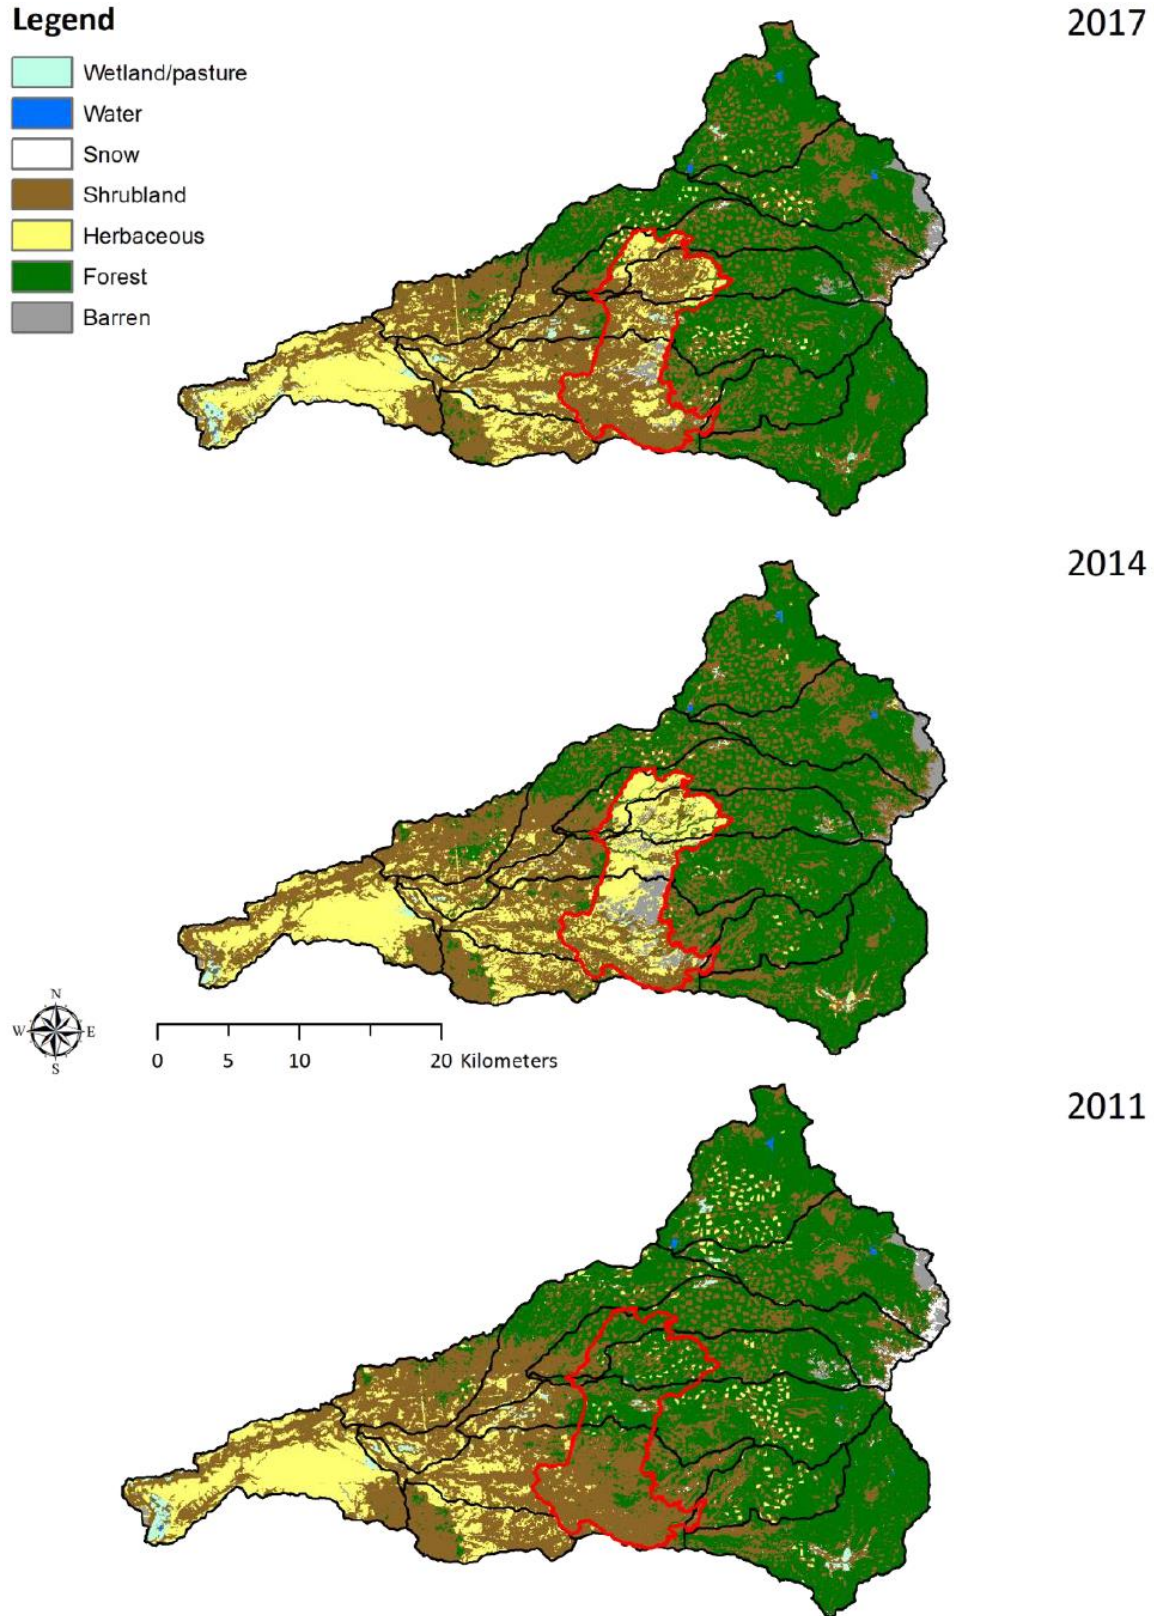 Legend
2017
Wetland/pasture
Water
Snow
Shrubland
Herbaceous
Forest
Barren
2014
N
W E
S
0 5 10 20 Kilometers
2011